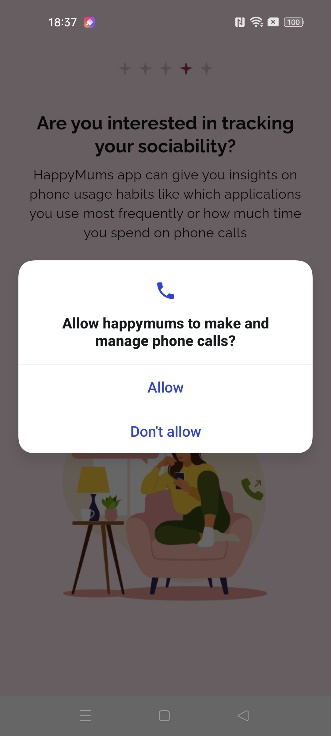 18:37
100
Are you interested in tracking
your sociability?
HappyMums app can give you insights on
phone usage habits like which applications
you use most frequently or how much time
you spend on phone calls
Allow happymums to make and
manage phone calls?
Allow
Don't allow